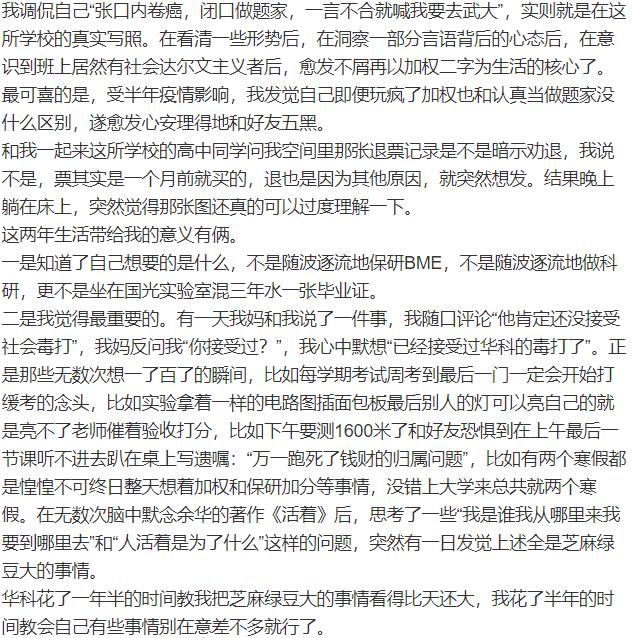 我调侃自己“张口内卷癌，闭口做题家，一言不合就喊我要去武大”，实则就是在这
所学校的真实写照。在看清一些形势后，在洞察一部分言语背后的心态后，在意
识到班上居然有社会达尔文主义者后，愈发不屑再以加权二字为生活的核心了。
最可喜的是，受半年疫情影响，我发觉自己即便玩疯了加权也和认真当做题家没
什么区别，遂愈发心安理得地和好友五黑。
和我一起来这所学校的高中同学问我空间里那张退票记录是不是暗示劝退，我说
不是，票其实是一个月前就买的，退也是因为其他原因，就突然想发。结果晚上
躺在床上，突然觉得那张图还真的可以过度理解一下。
这两年生活带给我的意义有俩。
一是知道了自己想要的是什么，不是随波逐流地保研BME，不是随波逐流地做科
研，更不是坐在国光实验室混三年水一张毕业证。
二是我觉得最重要的。有一天我妈和我说了一件事，我随口评论“他肯定还没接受
社会毒打”，我妈反问我“你接受过？”，我心中默想“已经接受过华科的毒打了”。正
是那些无数次想一了百了的瞬间，比如每学期考试周考到最后一门一定会开始打
缓考的念头，比如实验拿着一样的电路图插面包板最后别人的灯可以亮自己的就
是亮不了老师催着验收打分，比如下午要测1600米了和好友恐惧到在上午最后一
节课听不进去趴在桌上写遗嘱：“万一跑死了钱财的归属问题”，比如有两个寒假都
是惶惶不可终日整天想着加权和保研加分等事情，没错上大学来总共就两个寒
假。在无数次脑中默念余华的著作《活着》后，思考了一些“我是谁我从哪里来我
要到哪里去”和“人活着是为了什么”这样的问题，突然有一日发觉上述全是芝麻绿
豆大的事情。
华科花了一年半的时间教我把芝麻绿豆大的事情看得比天还大，我花了半年的时
间教会自己有些事情别在意差不多就行了。